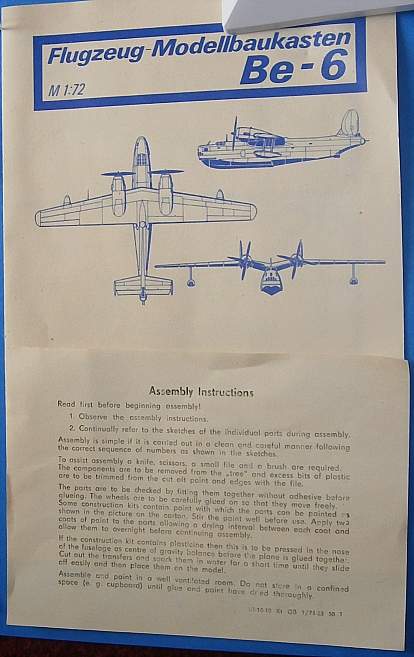 Flugzeug-Modellbaukasten
Be-6
M 1:72
Assembly Instructions
Read first before beginning assembly!
1. Observe the assembly instructions.
2. Continually refer to the sketches of the individual parts during assembly.
Assembly is simple if it is carried out in a clean and careful manner following
the correct sequence of numbers as shown in the sketches.
To assist assembly a knife, scissors, a small file and a brush are required.
The components are to be removed from the „tree" and excess bits of plastic
are to be trimmed from the cut off point and edges with the file.
The parts are to be checked by fitting them together without adhesive before
glueing. The wheels are to be carefully glued on so that they move freely.
Some construction kits contain paint with which the parts can be painted as
shown in the picture on the carton. Stir the paint well before use. Apply two
coats of paint to the parts allowing a drying interval between each coat and
allow them to overnight before continuing assembly.
If the construction kit contains plasticine then this is to be pressed in the nose
of the fuselage as centre of gravity balance before the plane is glued together.
Cut out the transfers and soak them in water for a short time until they slide
off easily and then place them on the model.
Assemble and paint in a well ventilated room. Do not store in a confined
space (e. g. cupboard) until glue and paint have dried thoroughly.